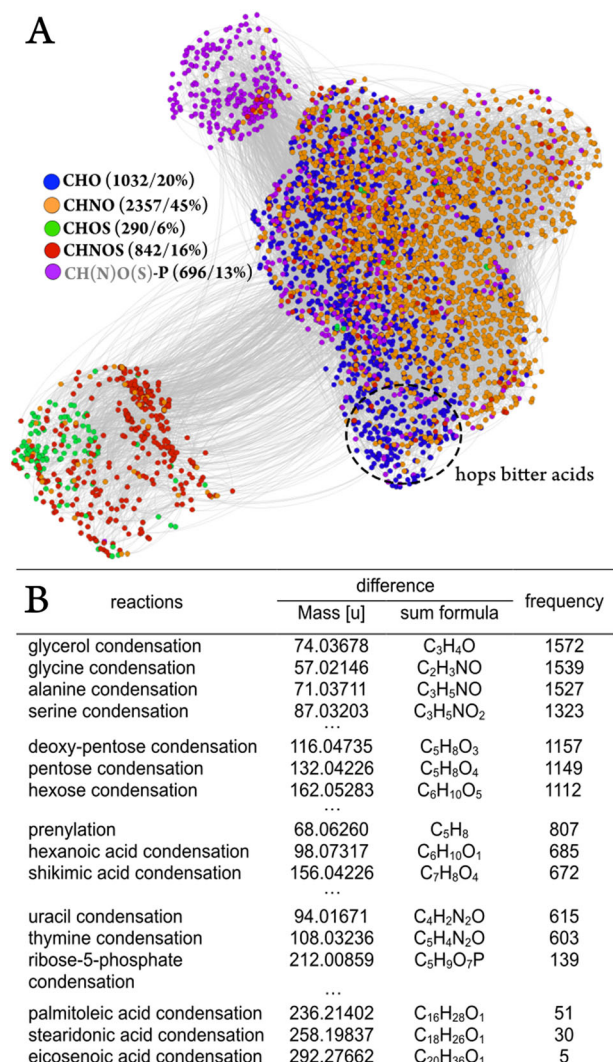 A
CHO (1032/20%)
CHNO (2357/45%)
CHOS (290/6%)
CHNOS (842/16%)
CH(N)O(S)-P (696/13%)
hops bitter acids
B
reactions difference frequency
Mass [u] sum formula
glycerol condensation 74.03678 C₃H₄O 1572
glycine condensation 57.02146 C₂H₃NO 1539
alanine condensation 71.03711 C₃H₅NO 1527
serine condensation 87.03203 C₃H₅NO₂ 1323
...
deoxy-pentose condensation 116.04735 C₅H₈O₃ 1157
pentose condensation 132.04226 C₅H₈O₄ 1149
hexose condensation 162.05283 C₆H₁₀O₅ 1112
...
prenylation 68.06260 C₅H₈ 807
hexanoic acid condensation 98.07317 C₆H₁₀O₁ 685
shikimic acid condensation 156.04226 C₇H₈O₄ 672
...
uracil condensation 94.01671 C₄H₂N₂O 615
thymine condensation 108.03236 C₅H₄N₂O 603
ribose-5-phosphate 212.00859 C₅H₉O₇P 139
condensation
...
palmitoleic acid condensation 236.21402 C₁₆H₂₈O₁ 51
stearidonic acid condensation 258.19837 C₁₈H₂₆O₁ 30
eicosenoic acid condensation 292.27662 C₂₀H₃₆O₁ 5